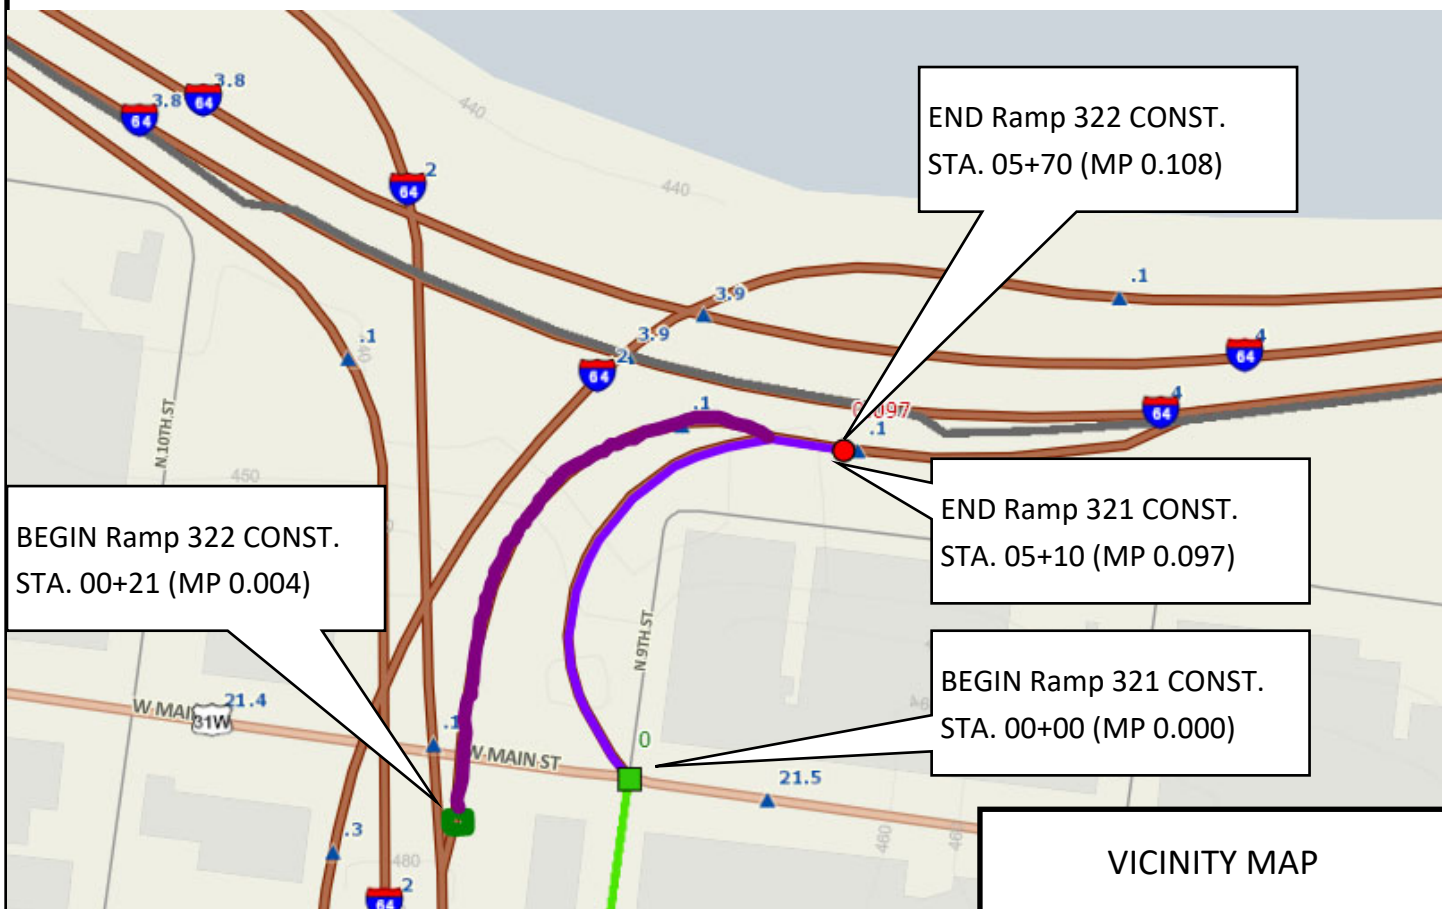 3.8
64
3.8
64
440
.2
64
440
END Ramp 322 CONST.
STA. 05+70 (MP 0.108)
.1
3.9
3.9
.1
2
64
4
64
4
64
.1
0.097
.1
N.10TH.ST
450
BEGIN Ramp 322 CONST.
STA. 00+21 (MP 0.004)
END Ramp 321 CONST.
STA. 05+10 (MP 0.097)
N.9TH.ST
BEGIN Ramp 321 CONST.
STA. 00+00 (MP 0.000)
21.4
W MAI
31W
.1
W MAIN ST
0
21.5
.3
480
460
2
64
VICINITY MAP